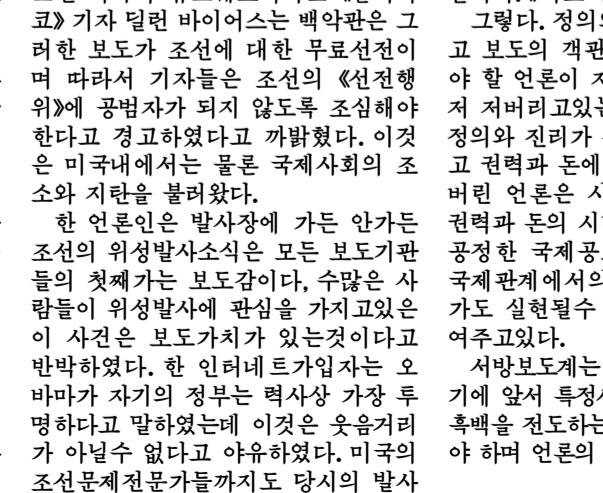 코》 기자 딜런 바이어스는 백악관은 그
러한 보도가 조선에 대한 무료선전이
며 따라서 기자들은 조선의 《선전행
위》에 공범자가 되지 않도록 조심해야
한다고 경고하였다고 까밝혔다. 이것
은 미국내에서는 물론 국제사회의 조
소와 지탄을 불러왔다.
한 언론인은 발사장에 가든 안가든
조선의 위성발사소식은 모든 보도기관
들의 첫째가는 보도감이다, 수많은 사
람들이 위성발사에 관심을 가지고있은
이 사건은 보도가치가 있는것이다고
반박하였다. 한 인터네트가입자는 오
바마가 자기의 정부는 력사상 가장 투
명하다고 말하였는데 이것은 웃음거리
가 아닐수 없다고 야유하였다. 미국의
조선문제전문가들까지도 당시의 발사
그렇다. 정의와
고 보도의 객관
야 할 언론이
저 저버리고있는
정의와 진리가
고 권력과 돈에
버린 언론은
권력과 돈의
공정한 국제
국제관계에서의
가도 실현될수
여주고있다.
서방보도계는
기에 앞서
흑백을 전도하는
야 하며 언론의